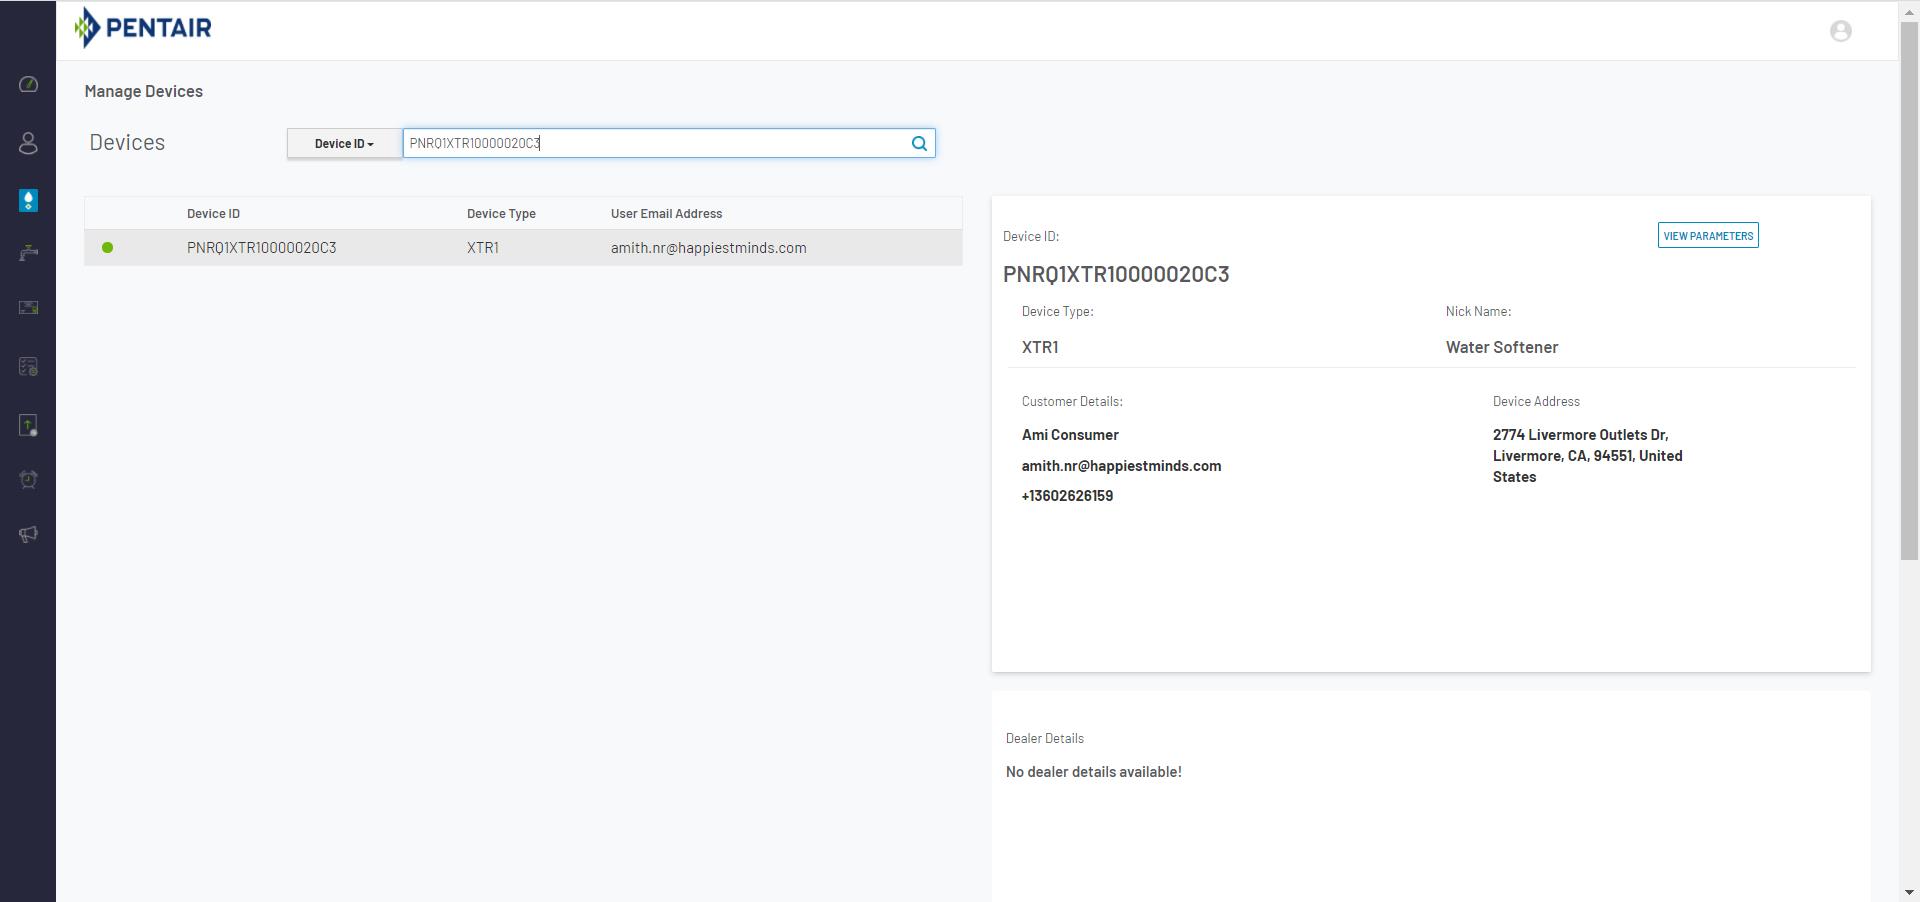 PENTAIR
Manage Devices
Devices
Device ID
PNRQ1XTR10000020C3
Device ID Device Type User Email Address
PNRQ1XTR10000020C3 XTR1 amith.nr@happiestminds.com
Device ID:
VIEW PARAMETERS
PNRQ1XTR10000020C3
Device Type: Nick Name:
XTR1 Water Softener
Customer Details:
Ami Consumer
amith.nr@happiestminds.com
+13602626159
Device Address
2774 Livermore Outlets Dr,
Livermore, CA, 94551, United
States
Dealer Details
No dealer details available!